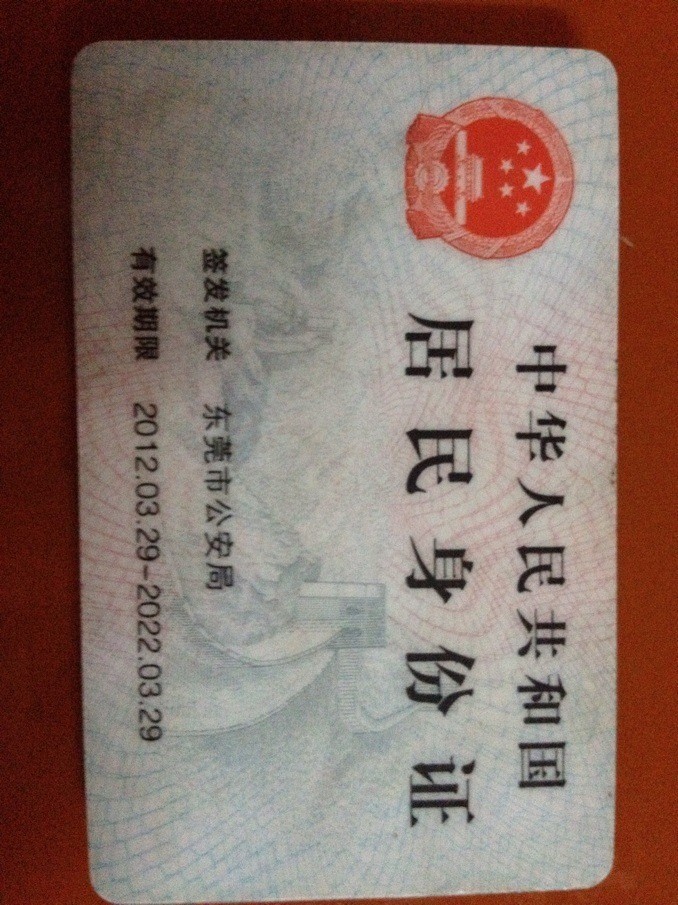 中华人民共和国
居民身份证
签发机关 东莞市公安局
有效期限 2012.03.29-2022.03.29